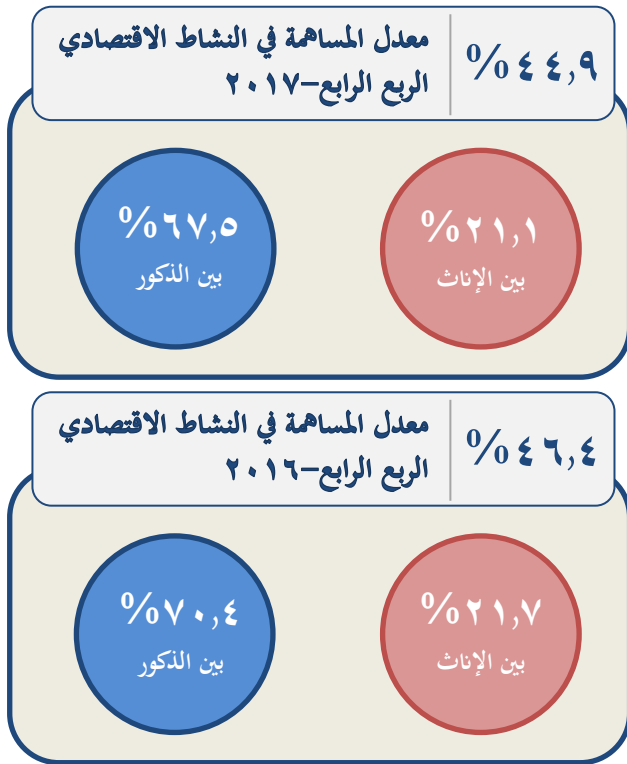 %٤٤,٩
معدل المساهمة في النشاط الاقتصادي
الربع الرابع–٢٠١٧
%٢١,١
بين الإناث
%٦٧,٥
بين الذكور
%٤٦,٤
معدل المساهمة في النشاط الاقتصادي
الربع الرابع–٢٠١٦
%٢١,٧
بين الإناث
%٧٠,٤
بين الذكور